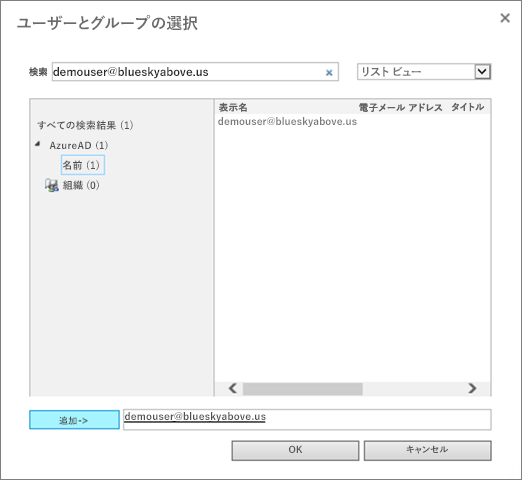 ユーザーとグループの選択
検索 demouser@blueskyabove.us × リスト ビュー
表示名 電子メール アドレス タイトル
demouser@blueskyabove.us
すべての検索結果 (1)
AzureAD (1)
名前 (1)
組織 (0)
追加-> demouser@blueskyabove.us
OK キャンセル